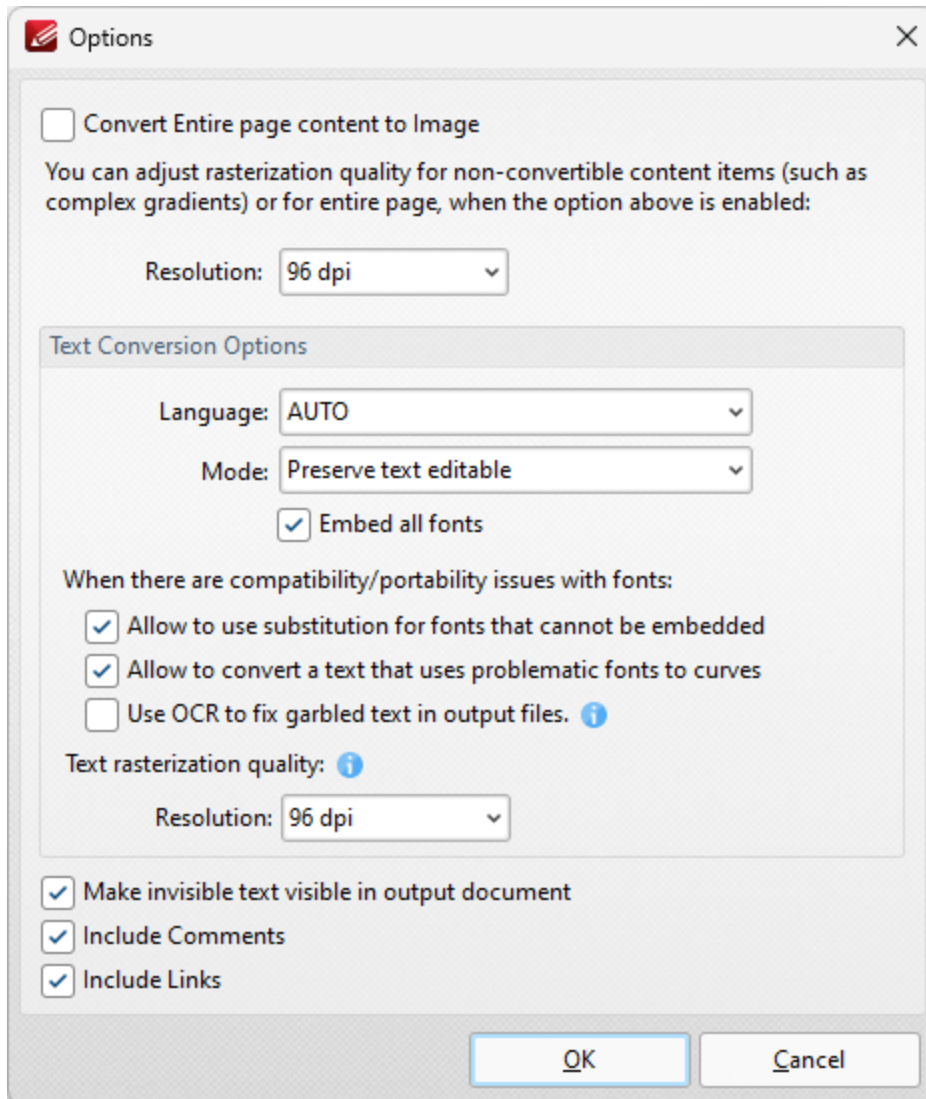 Options
Convert Entire page content to Image
You can adjust rasterization quality for non-convertible content items (such as
complex gradients) or for entire page, when the option above is enabled:
Resolution: 96 dpi
Text Conversion Options
Language: AUTO
Mode: Preserve text editable
Embed all fonts
When there are compatibility/portability issues with fonts:
Allow to use substitution for fonts that cannot be embedded
Allow to convert a text that uses problematic fonts to curves
Use OCR to fix garbled text in output files.
Text rasterization quality:
Resolution: 96 dpi
Make invisible text visible in output document
Include Comments
Include Links
OK Cancel